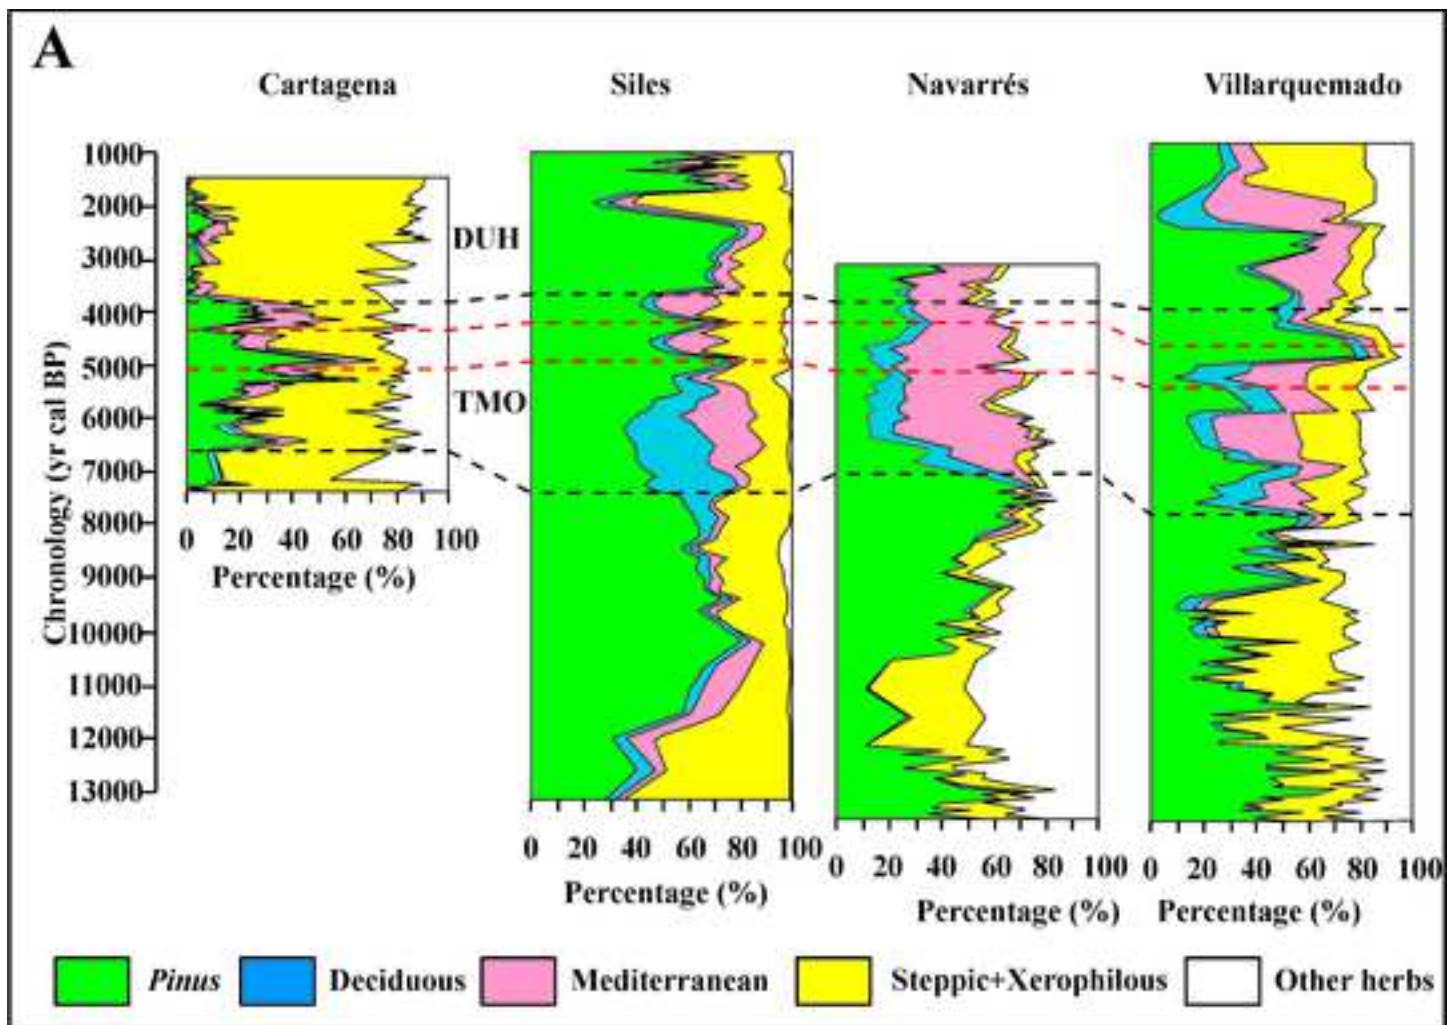 A
Cartagena Siles Navarrés Villarquemado
Chronology (yr cal BP)
1000
2000
3000
4000
5000
6000
7000
8000
9000
10000
11000
12000
13000
DUH
TMO
0 20 40 60 80 100
Percentage (%)
0 20 40 60 80 100
Percentage (%)
0 20 40 60 80 100
Percentage (%)
0 20 40 60 80 100
Percentage (%)
Pinus Deciduous Mediterranean Steppic+Xerophilous Other herbs